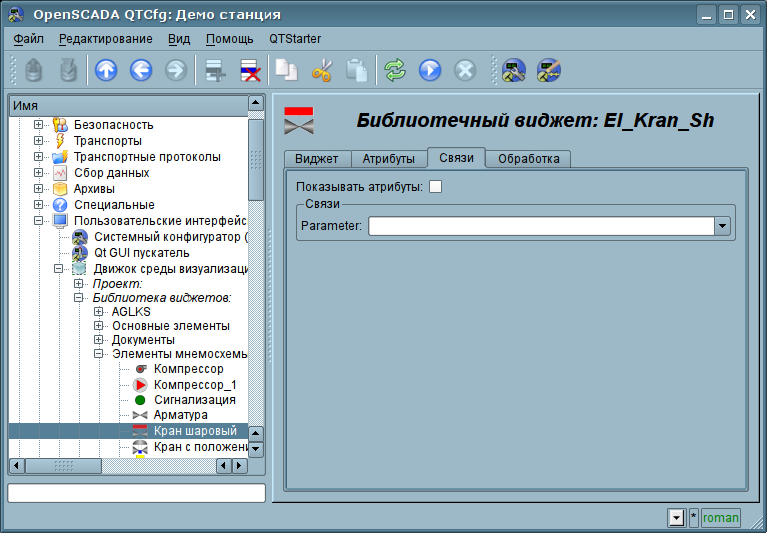 OpenSCADA QTCfg: Демо станция
Файл Редактирование Вид Помощь QTStarter
Имя
Безопасность
Транспорты
Транспортные протоколы
Сбор данных
Архивы
Специальные
Пользовательские интерфейс
Системный конфигуратор (
Qt GUI пускатель
Движок среды визуализаци
Проект:
Библиотека виджетов:
AGLKS
Основные элементы
Документы
Элементы мнемосхемы
Компрессор
Компрессор_1
Сигнализация
Арматура
Кран шаровый
Кран с положени
Библиотечный виджет: El_Kran_Sh
Виджет Атрибуты Связи Обработка
Показывать атрибуты:
Связи
Parameter:
* roman